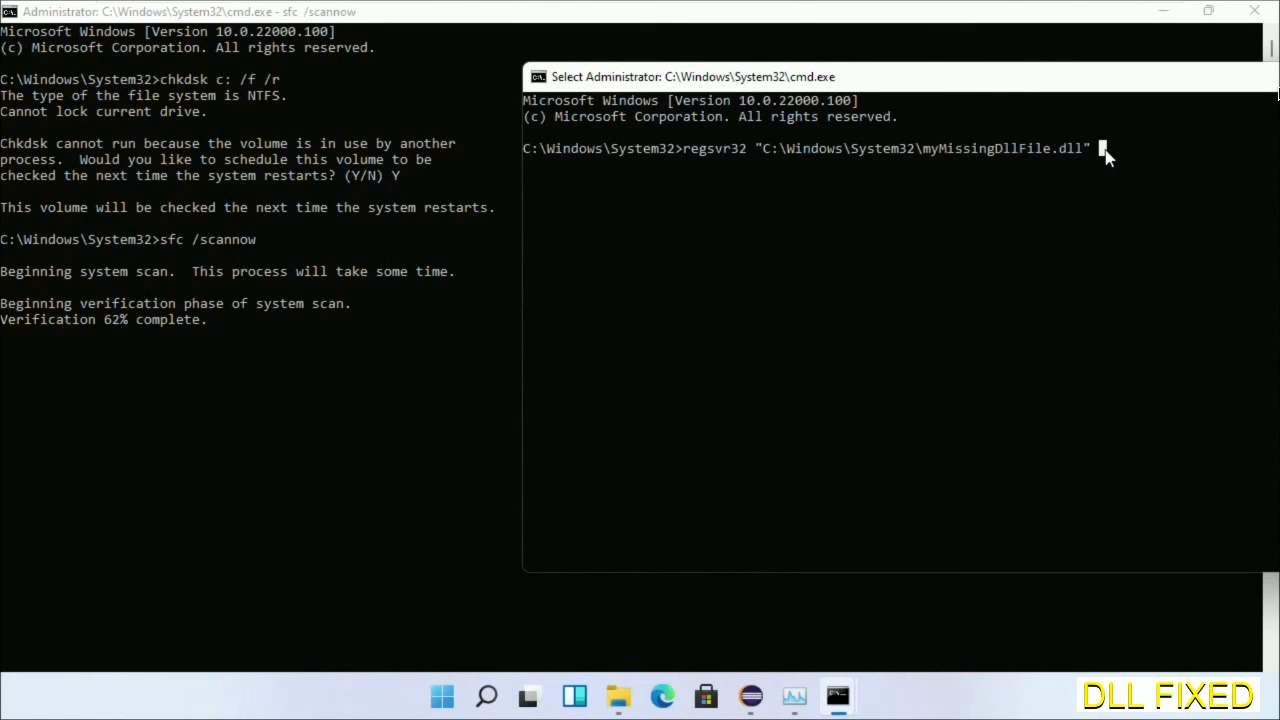 Administrator: C:\Windows\System32\cmd.exe - sfc /scannow
Microsoft Windows [Version 10.0.22000.100]
(c) Microsoft Corporation. All rights reserved.
C:\Windows\System32>chkdsk c: /f /r
The type of the file system is NTFS.
Cannot lock current drive.
Chkdsk cannot run because the volume is in use by another
process.  Would you like to schedule this volume to be
checked the next time the system restarts? (Y/N) Y
This volume will be checked the next time the system restarts.
C:\Windows\System32>sfc /scannow
Beginning system scan.  This process will take some time.
Beginning verification phase of system scan.
Verification 62% complete.
Select Administrator: C:\Windows\System32\cmd.exe
Microsoft Windows [Version 10.0.22000.100]
(c) Microsoft Corporation. All rights reserved.
C:\Windows\System32>regsvr32 "C:\Windows\System32\myMissingDllFile.dll"
DLL FIXED